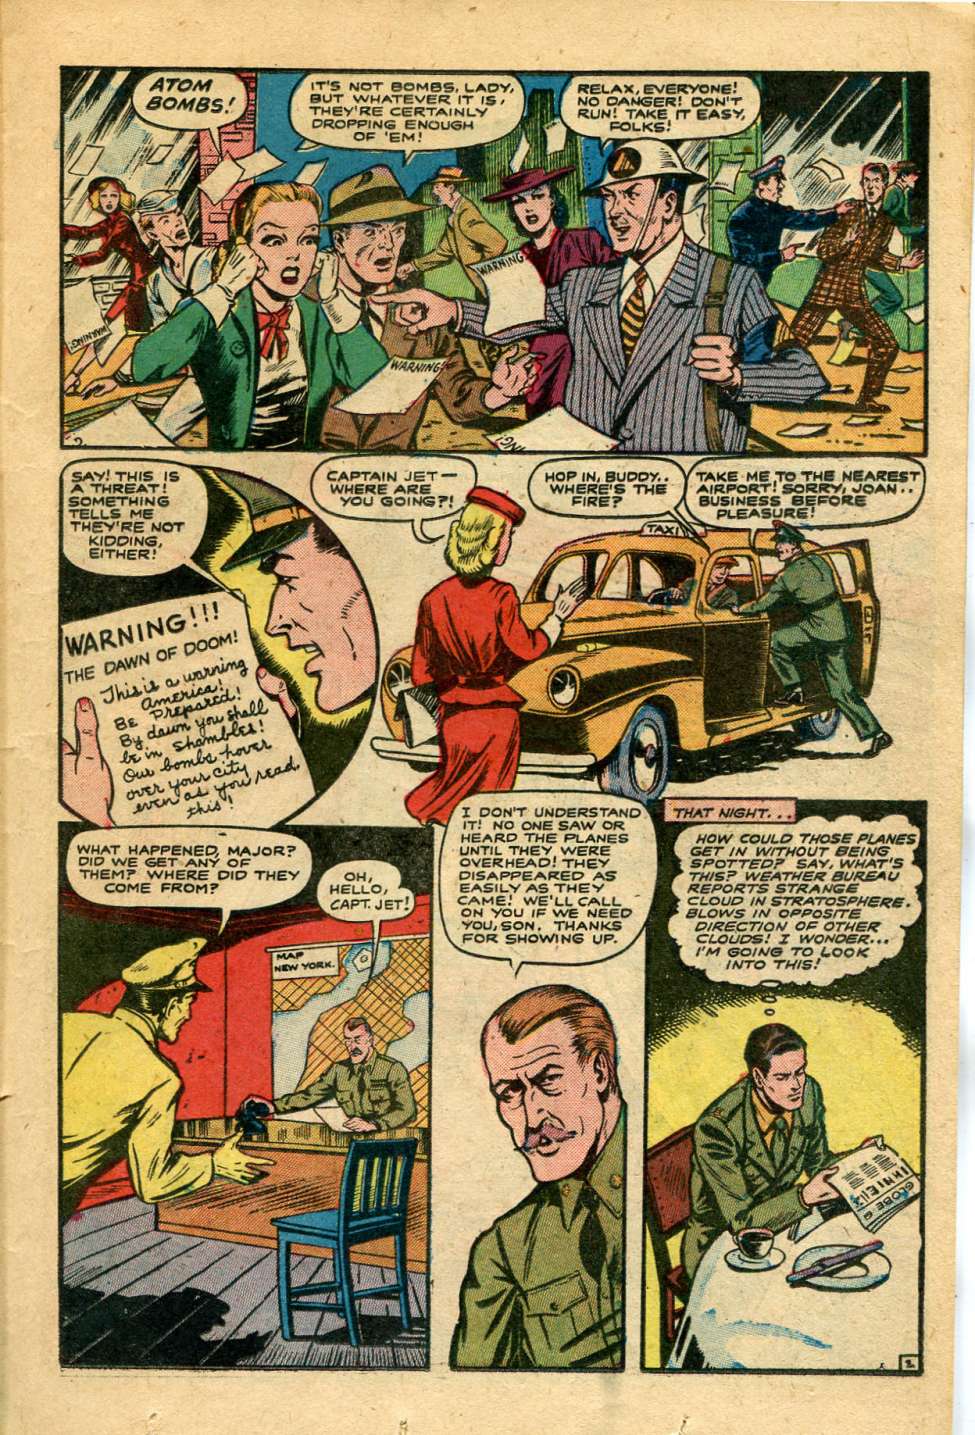 ATOM
BOMBS!
IT'S NOT BOMBS, LADY,
BUT WHATEVER IT IS,
THEY'RE CERTAINLY
DROPPING ENOUGH
OF 'EM!
RELAX, EVERYONE!
NO DANGER! DON'T
RUN! TAKE IT EASY,
FOLKS!
WARNING
WARNING!
WARNING!
SAY! THIS IS
A THREAT!
SOMETHING
TELLS ME
THEY'RE NOT
KIDDING,
EITHER!
WARNING!!!
THE DAWN OF DOOM!
This is a warning
America!
Be Prepared!
By dawn you shall
be in shambles!
Our bombs hover
over your city
even as you read
this!
CAPTAIN JET—
WHERE ARE
YOU GOING?!
HOP IN, BUDDY..
WHERE'S THE
FIRE?
TAKE ME TO THE NEAREST
AIRPORT! SORRY, JOAN..
BUSINESS BEFORE
PLEASURE!
TAXI
WHAT HAPPENED, MAJOR?
DID WE GET ANY OF
THEM? WHERE DID THEY
COME FROM?
OH,
HELLO,
CAPT. JET!
MAP
NEW YORK.
I DON'T UNDERSTAND
IT! NO ONE SAW OR
HEARD THE PLANES
UNTIL THEY WERE
OVERHEAD! THEY
DISAPPEARED AS
EASILY AS THEY
CAME! WE'LL CALL
ON YOU IF WE NEED
YOU, SON. THANKS
FOR SHOWING UP.
THAT NIGHT...
HOW COULD THOSE PLANES
GET IN WITHOUT BEING
SPOTTED? SAY, WHAT'S
THIS? WEATHER BUREAU
REPORTS STRANGE
CLOUD IN STRATOSPHERE.
BLOWS IN OPPOSITE
DIRECTION OF OTHER
CLOUDS! I WONDER...
I'M GOING TO LOOK
INTO THIS!
GLOBE
2